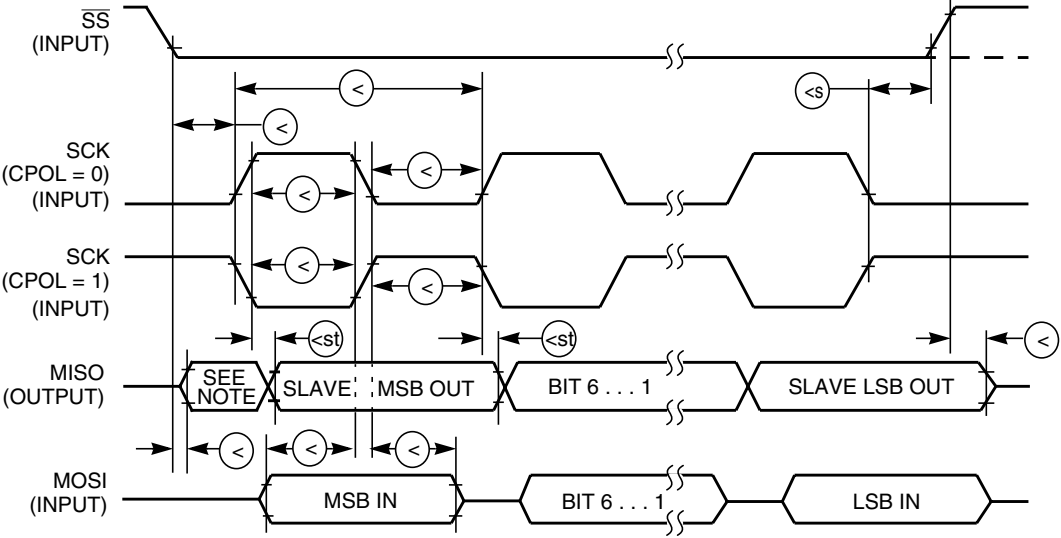 SS
(INPUT)
<
<s
<
SCK
(CPOL = 0)
(INPUT)
<
<
SCK
(CPOL = 1)
(INPUT)
<
<
<st
<st
<
MISO
(OUTPUT)
SEE
NOTE
SLAVE
MSB OUT
BIT 6 . . . 1
SLAVE LSB OUT
<
<
<
MOSI
(INPUT)
MSB IN
BIT 6 . . . 1
LSB IN